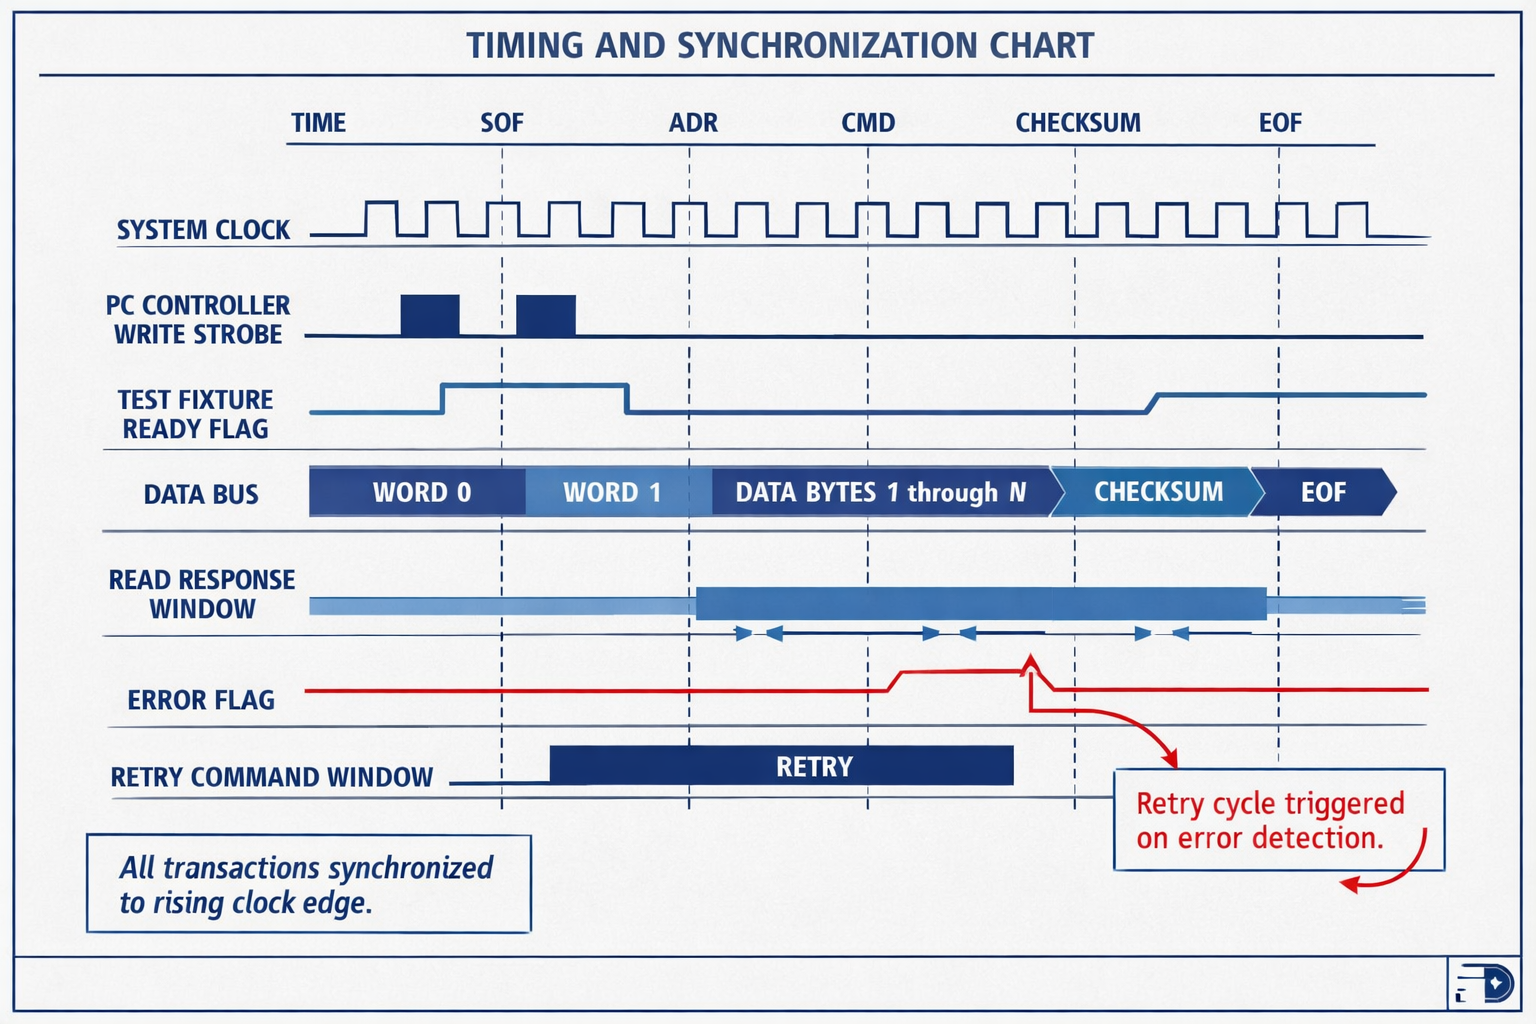 TIMING AND SYNCHRONIZATION CHART
TIME SOF ADR CMD CHECKSUM EOF
SYSTEM CLOCK
PC CONTROLLER
WRITE STROBE
TEST FIXTURE
READY FLAG
DATA BUS WORD 0 WORD 1 DATA BYTES 1 through N CHECKSUM EOF
READ RESPONSE
WINDOW
ERROR FLAG
RETRY COMMAND WINDOW RETRY
Retry cycle triggered
on error detection.
All transactions synchronized
to rising clock edge.